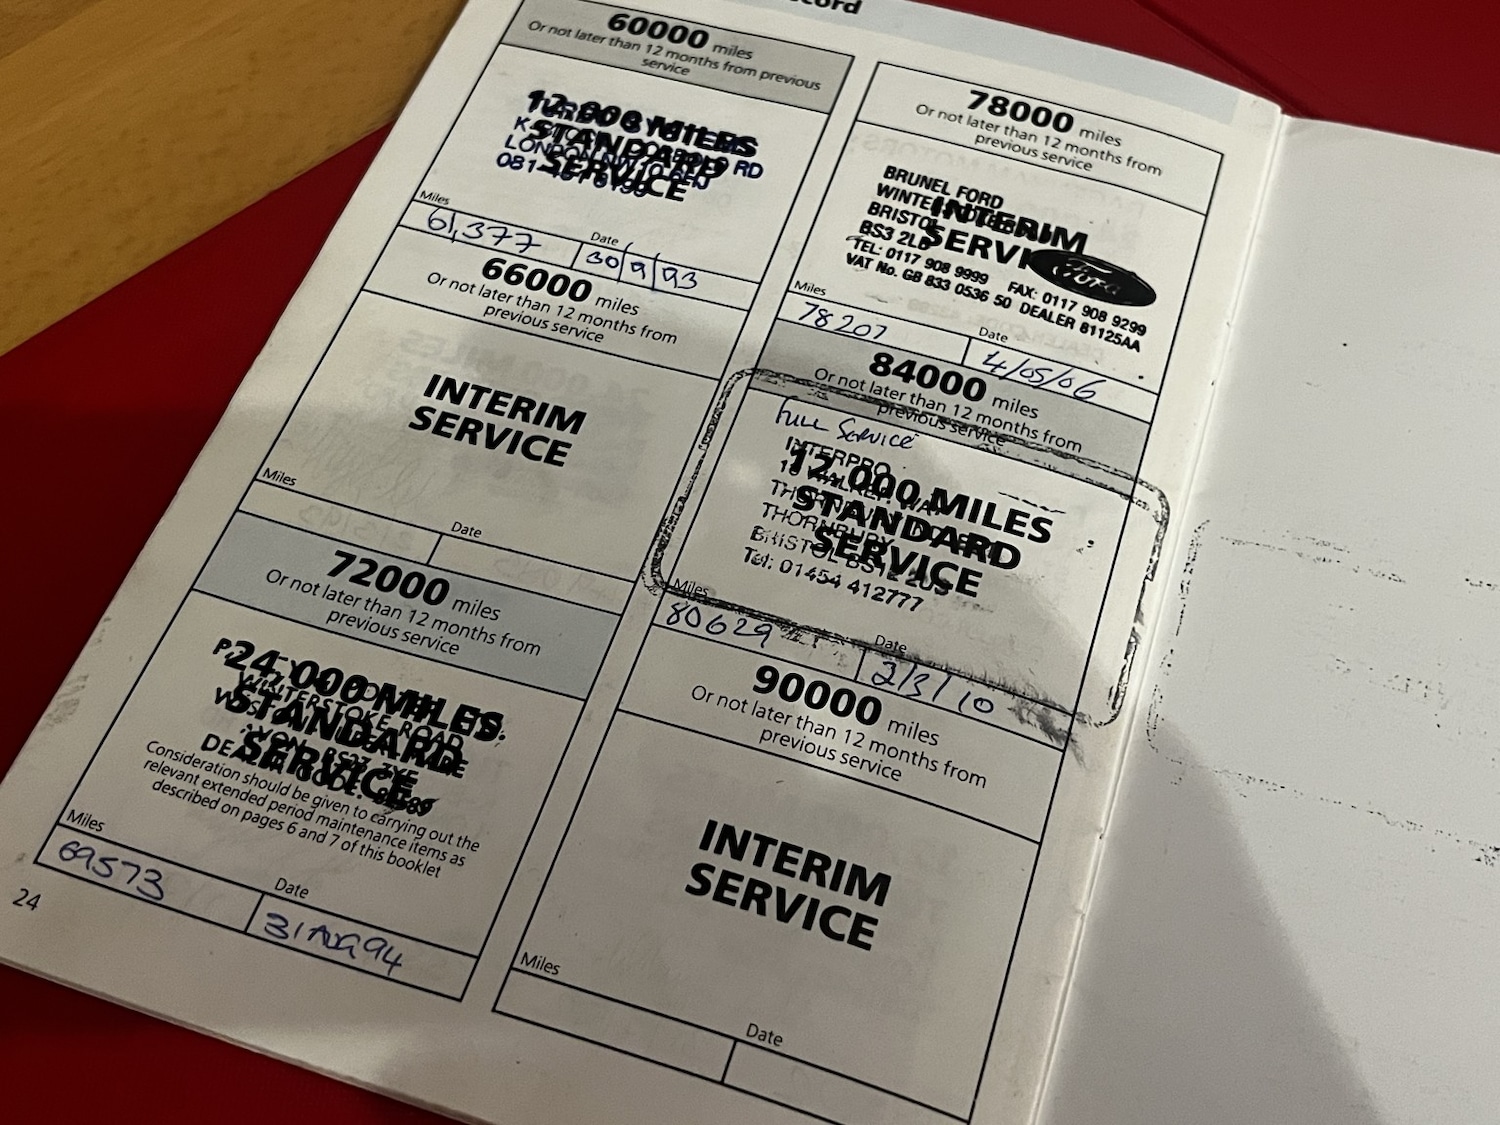 60000 miles
Or not later than 12 months from previous
service
12,000 MILES
STANDARD
SERVICE
LONDON NW10
RD
081-
Miles
61,377
Date
30/9/93
66000 miles
Or not later than 12 months from
previous service
INTERIM
SERVICE
Miles
Date
72000 miles
Or not later than 12 months from
previous service
24,000 MILES
STANDARD
SERVICE
WINTERSTOKE ROAD
Consideration should be given to carrying out the
relevant extended period maintenance items as
described on pages 6 and 7 of this booklet
Miles
69573
Date
31 AUG 94
24
78000 miles
Or not later than 12 months from
previous service
INTERIM
SERVICE
BRUNEL FORD
BRISTOL
BS3 2L
TEL: 0117 908 9999 FAX: 0117 908 9299
VAT No. GB 833 0536 50 DEALER 81125AA
Ford
Miles
78207
Date
4/05/06
84000 miles
Or not later than 12 months from
previous service
Full Service
12,000 MILES
STANDARD
SERVICE
INTERPRO
THORNBURY
BRISTOL
Tel: 01454 412777
Miles
80629
Date
2/3/10
90000 miles
Or not later than 12 months from
previous service
INTERIM
SERVICE
Miles
Date